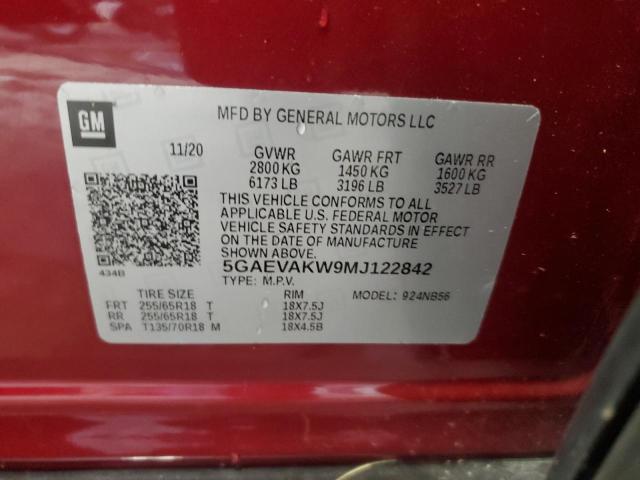 GM
MFD BY GENERAL MOTORS LLC
11/20 GVWR GAWR FRT GAWR RR
2800 KG 1450 KG 1600 KG
6173 LB 3196 LB 3527 LB
THIS VEHICLE CONFORMS TO ALL
APPLICABLE U.S. FEDERAL MOTOR
VEHICLE SAFETY STANDARDS IN EFFECT
ON THE DATE OF MANUFACTURE
SHOWN ABOVE.
434B
5GAEVAKW9MJ122842
TYPE: M.P.V.
TIRE SIZE RIM MODEL: 924NB56
FRT 255/65R18 T 18X7.5J
RR 255/65R18 T 18X7.5J
SPA T135/70R18 M 18X4.5B